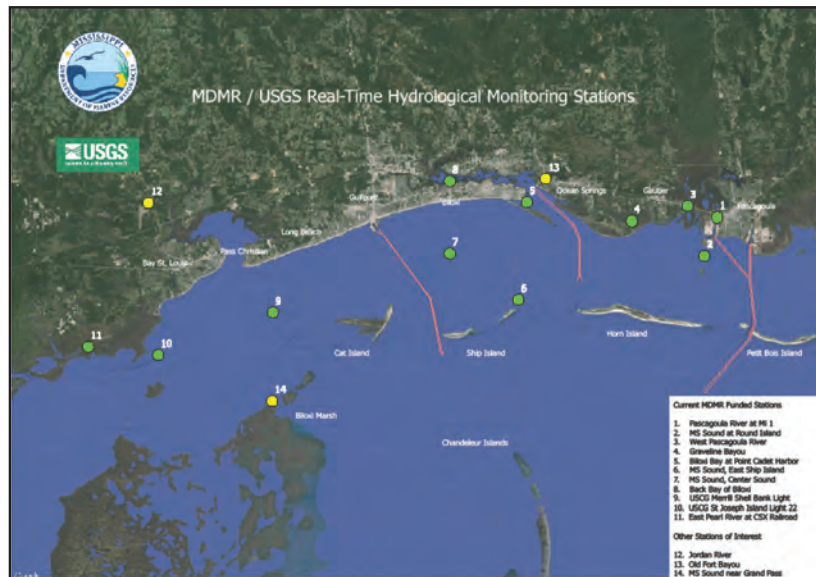 MISSISSIPPI
DEPARTMENT OF MARINE RESOURCES
MDMR / USGS Real-Time Hydrological Monitoring Stations
USGS
12
8
13
Ocean Springs
Gautier
3
Gulfport
5
Biloxi
4
1
Pascagoula
Long Beach
Pass Christian
7
2
Bay St. Louis
6
9
Horn Island
11
10
Cat Island
Ship Island
Petit Bois Island
14
Biloxi Marsh
Chandeleur Islands
Current MDMR Funded Stations
1. Pascagoula River at Mi 1
2. MS Sound at Round Island
3. West Pascagoula River
4. Graveline Bayou
5. Biloxi Bay at Point Cadet Harbor
6. MS Sound, East Ship Island
7. MS Sound, Center Sound
8. Back Bay of Biloxi
9. USCG Merrill Shell Bank Light
10. USCG St Joseph Island Light 22
11. East Pearl River at CSX Railroad
Other Stations of Interest
12. Jordan River
13. Old Fort Bayou
14. MS Sound near Grand Pass